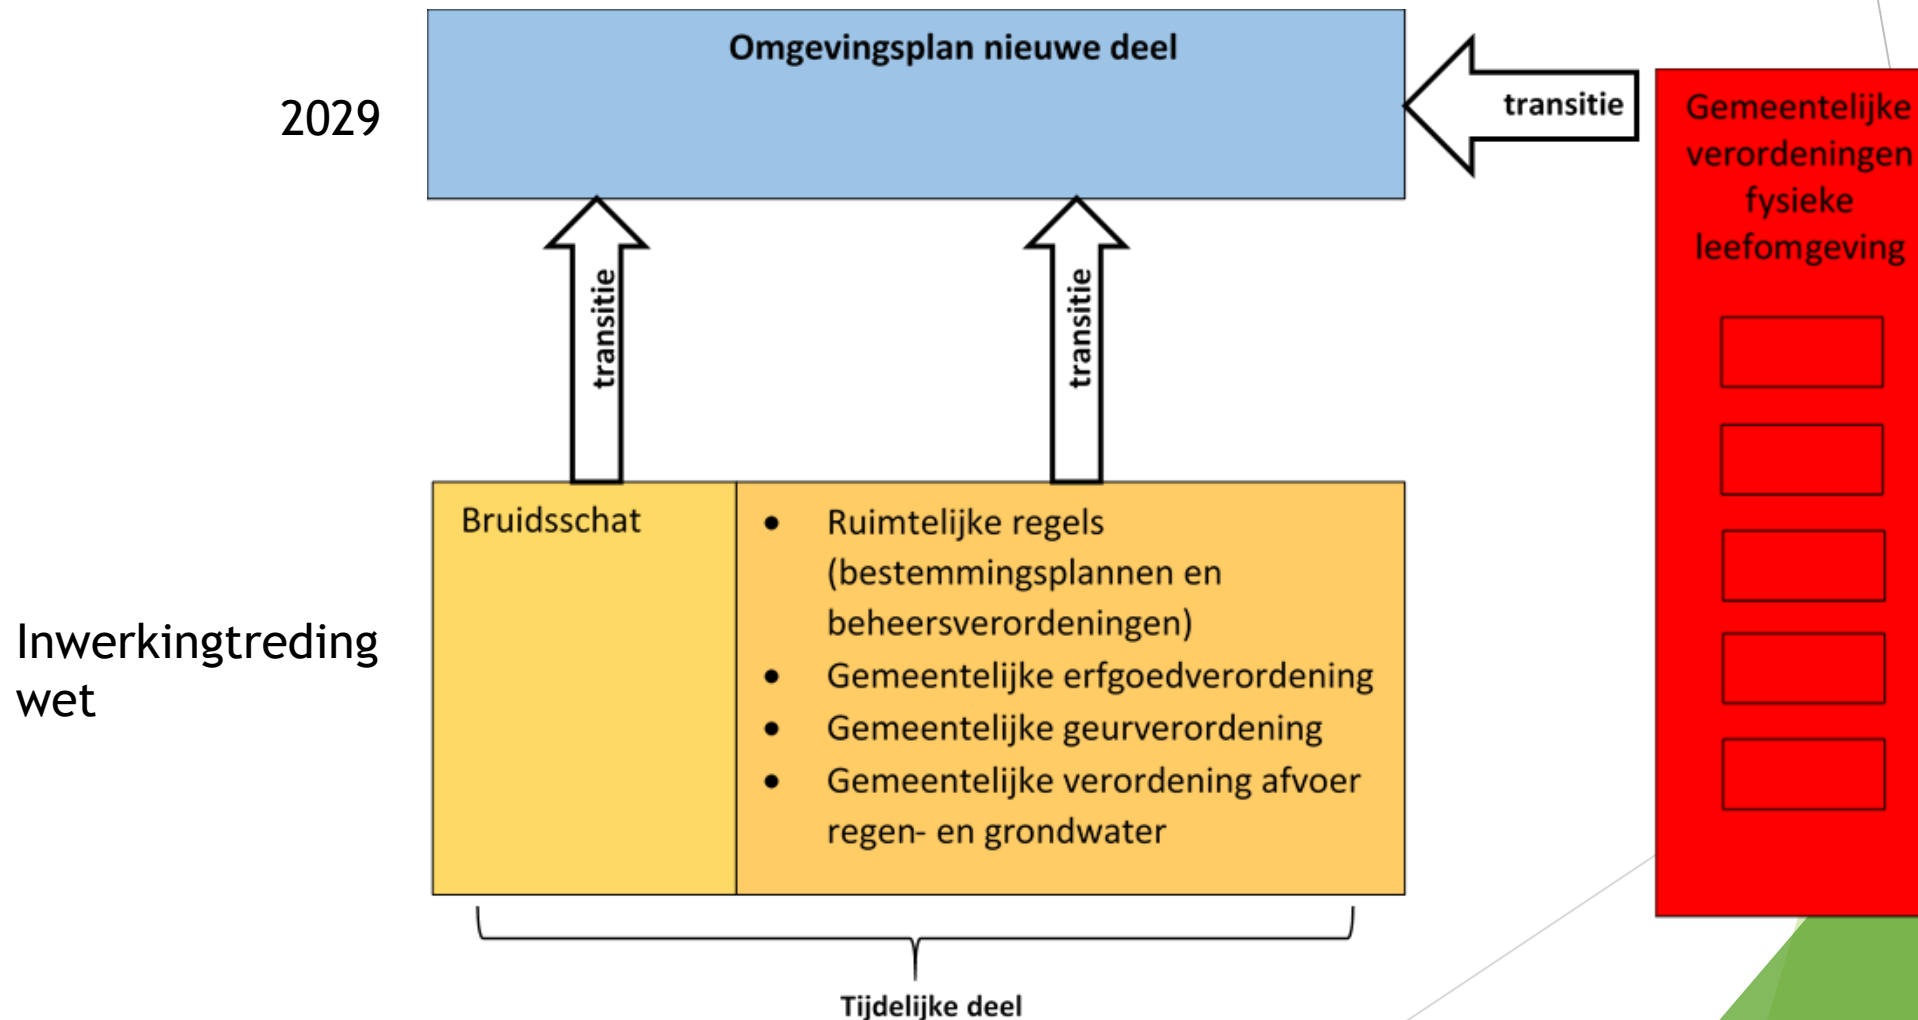 Omgevingsplan nieuwe deel
2029
transitie
Gemeentelijke
verordeningen
fysieke
leefomgeving
transitie
transitie
Bruidsschat
• Ruimtelijke regels
(bestemmingsplannen en
beheersverordeningen)
• Gemeentelijke erfgoedverordening
• Gemeentelijke geurverordening
• Gemeentelijke verordening afvoer
regen- en grondwater
Inwerkingtreding
wet
Tijdelijke deel